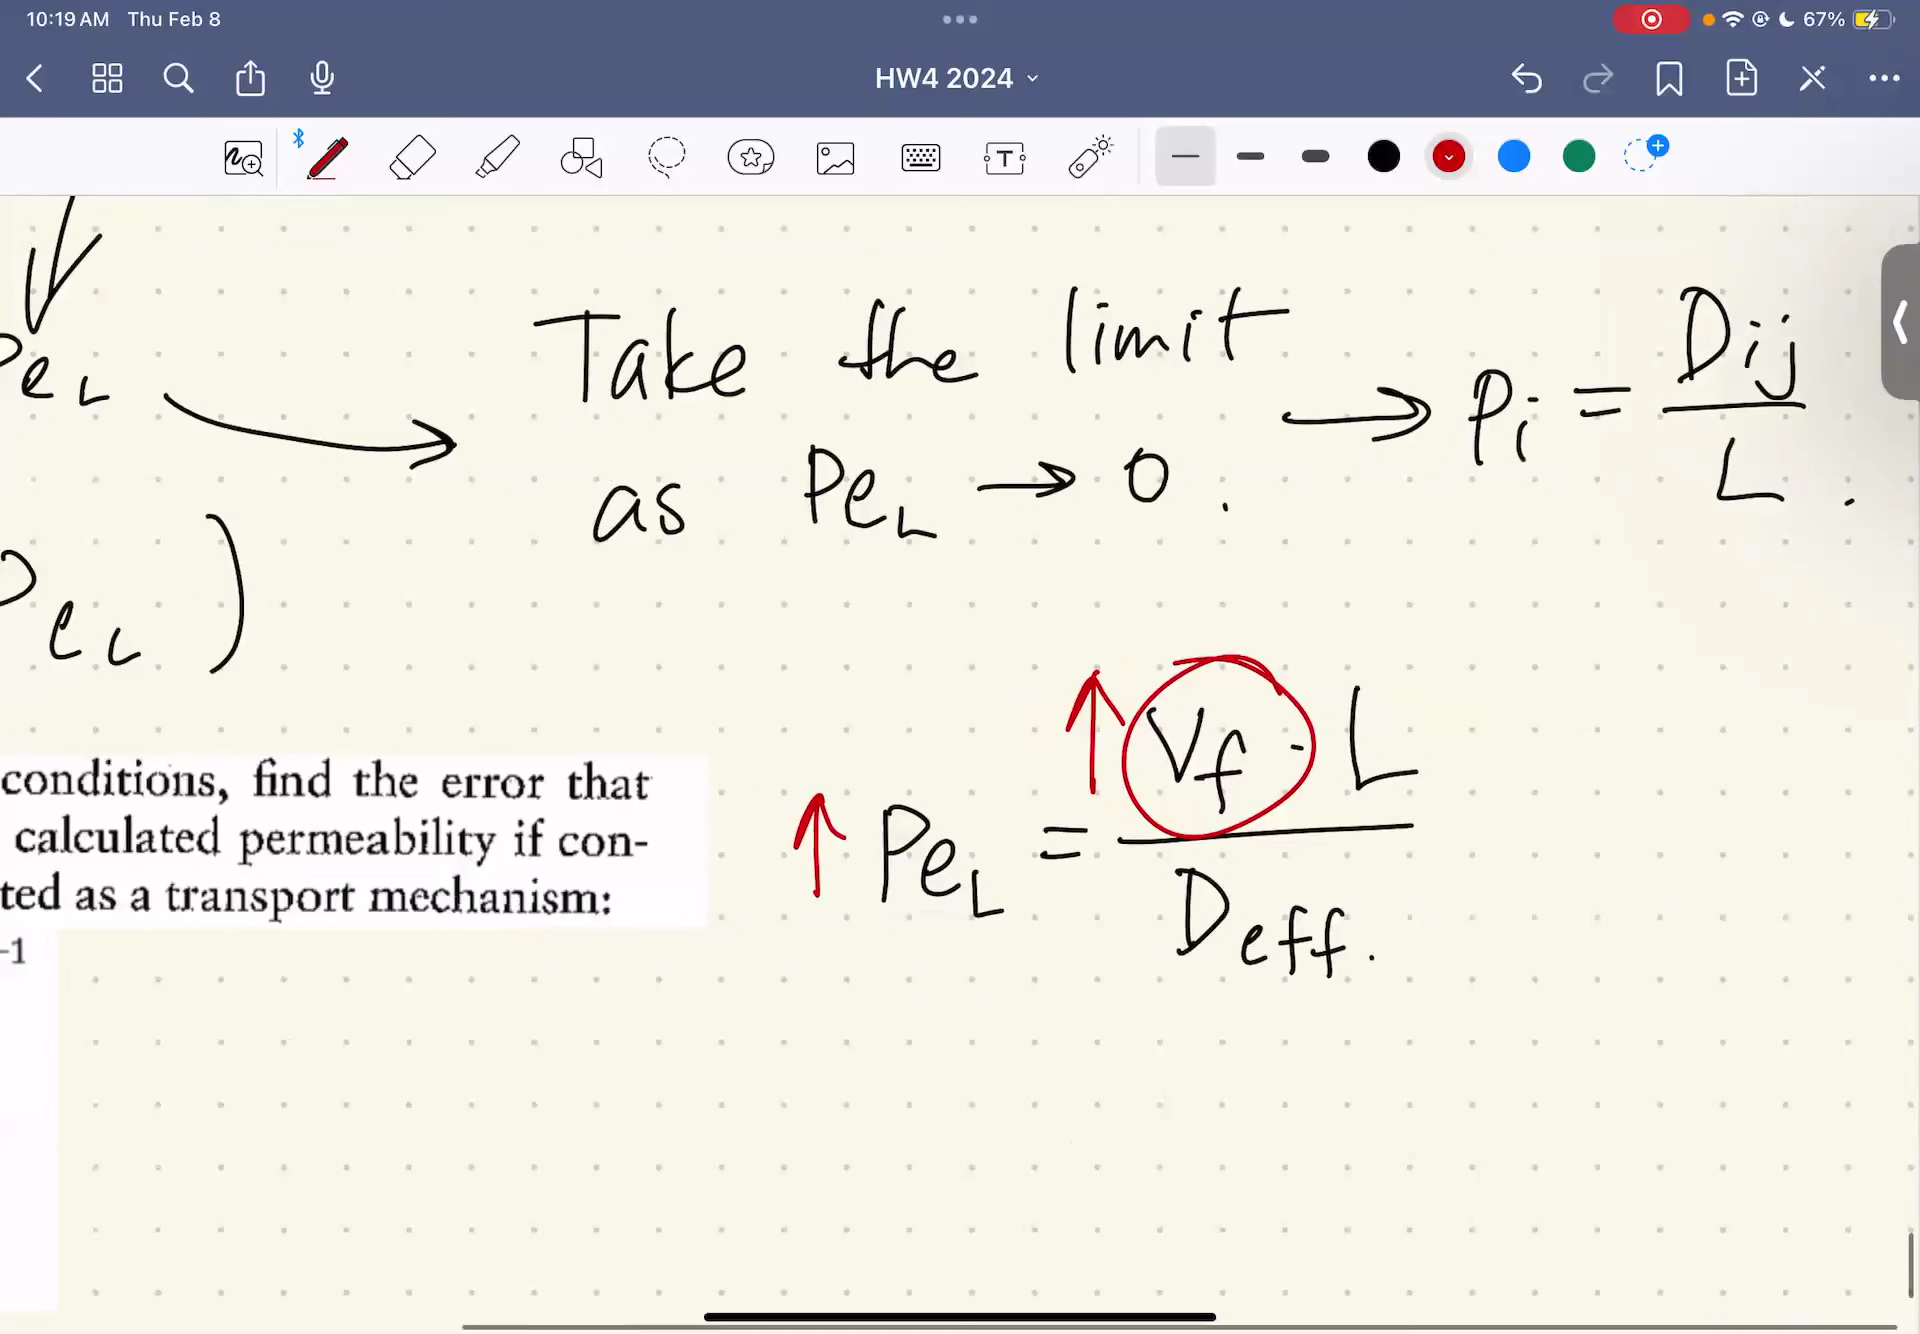 10:19 AM Thu Feb 8
67%
HW4 2024
T
Pe_L
Take the limit
as Pe_L → 0.
→ P_i = D_ij / L.
Pe_L )
conditions, find the error that
calculated permeability if con-
ted as a transport mechanism:
-1
↑ Pe_L = ↑ V_f · L / D_eff.